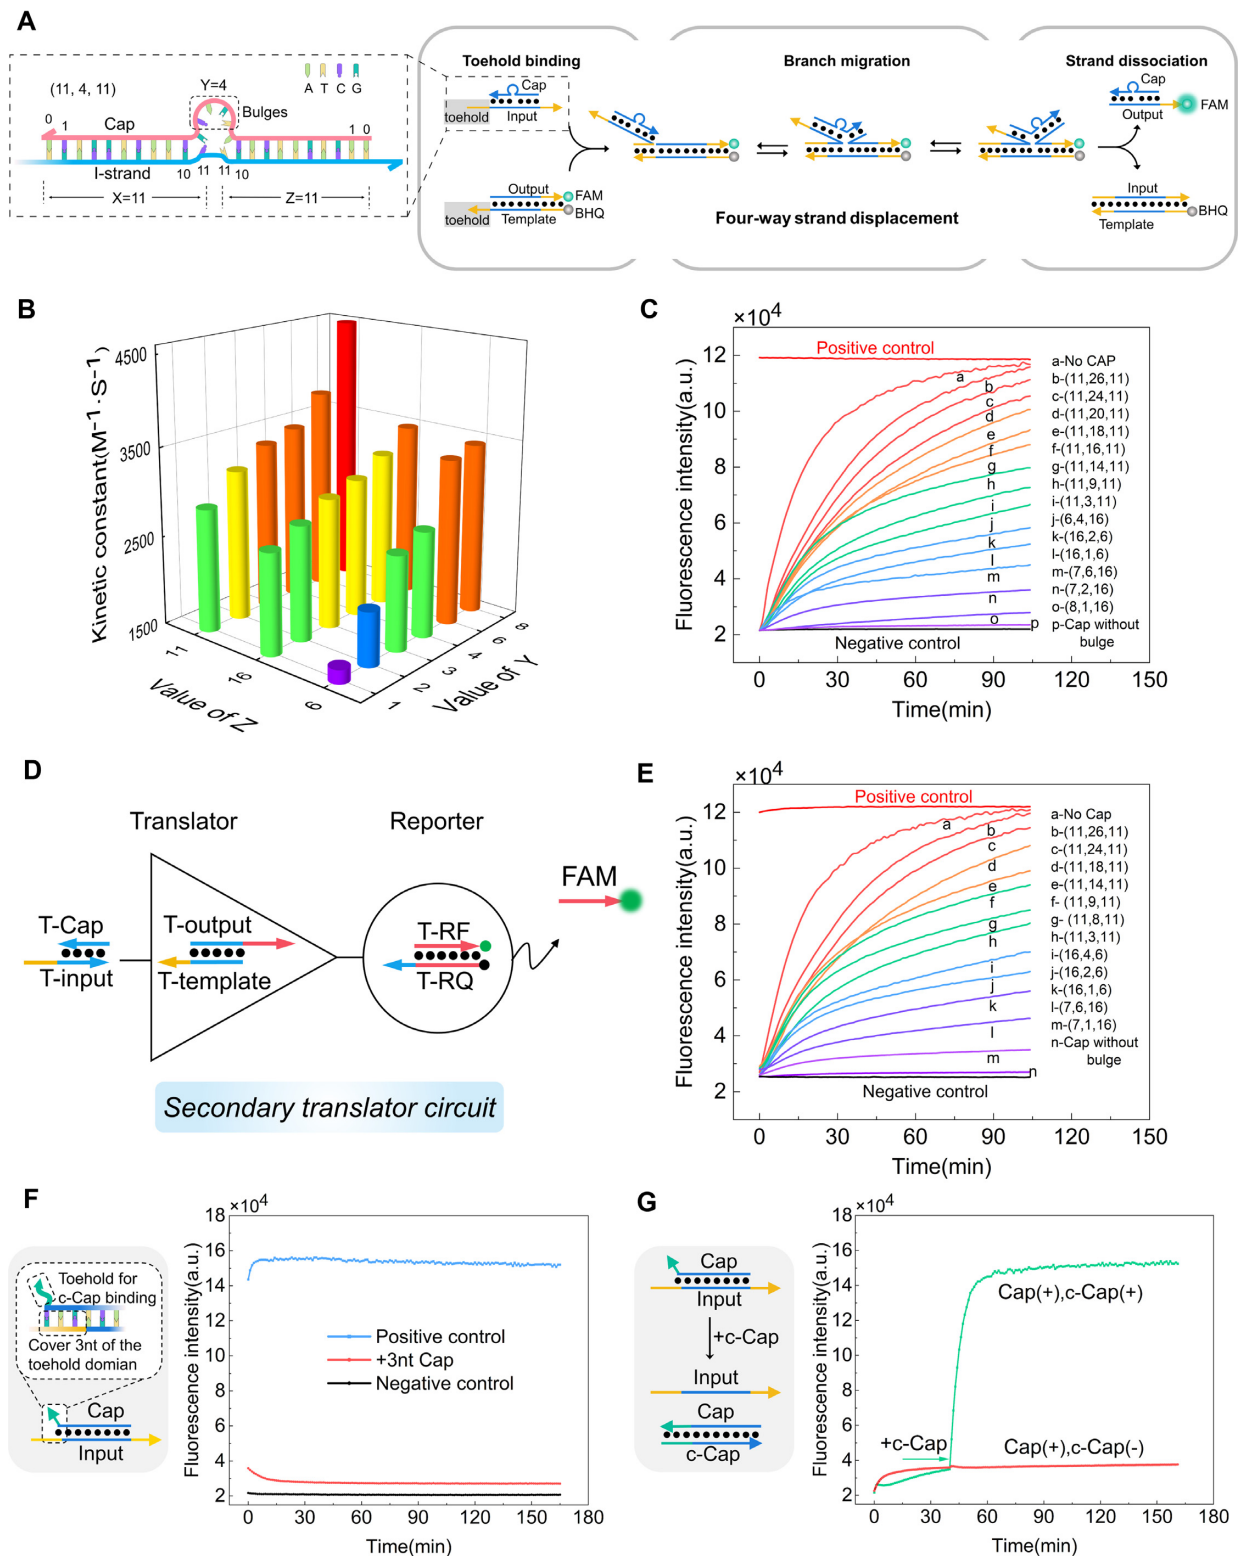 A
(11, 4, 11)
Y=4
Bulges
A T C G
0
1
Cap
1 0
I-strand
10
11
11
10
X=11
Z=11
Toehold binding
Branch migration
Strand dissociation
Cap
toehold
Input
Output
FAM
toehold
Template
BHQ
Four-way strand displacement
Cap
Output
FAM
Input
BHQ
Template
B
Kinetic constant(M⁻¹·S⁻¹)
4500
3500
2500
1500
11
16
6
Value of Z
1
2
3
4
6
8
Value of Y
C
×10⁴
Fluorescence intensity(a.u.)
12
10
8
6
4
2
0
30
60
90
120
150
Time(min)
Positive control
a
b
c
d
e
f
g
h
i
j
k
l
m
n
o
p
Negative control
a-No CAP
b-(11,26,11)
c-(11,24,11)
d-(11,20,11)
e-(11,18,11)
f-(11,16,11)
g-(11,14,11)
h-(11,9,11)
i-(11,3,11)
j-(6,4,16)
k-(16,2,6)
l-(16,1,6)
m-(7,6,16)
n-(7,2,16)
o-(8,1,16)
p-Cap without
bulge
D
Translator
Reporter
T-Cap
T-input
T-output
T-template
T-RF
T-RQ
FAM
Secondary translator circuit
E
×10⁴
Fluorescence intensity(a.u.)
12
10
8
6
4
2
0
30
60
90
120
150
Time(min)
Positive control
a
b
c
d
e
f
g
h
i
j
k
l
m
n
Negative control
a-No Cap
b-(11,26,11)
c-(11,24,11)
d-(11,18,11)
e-(11,14,11)
f- (11,9,11)
g- (11,8,11)
h-(11,3,11)
i-(16,4,6)
j-(16,2,6)
k-(16,1,6)
l-(7,6,16)
m-(7,1,16)
n-Cap without
bulge
F
Toehold for
c-Cap binding
Cover 3nt of the
toehold domian
Cap
Input
×10⁴
Fluorescence intensity(a.u.)
18
16
14
12
10
8
6
4
2
0
30
60
90
120
150
180
Time(min)
Positive control
+3nt Cap
Negative control
G
Cap
Input
+c-Cap
Input
Cap
c-Cap
×10⁴
Fluorescence intensity(a.u.)
18
16
14
12
10
8
6
4
2
0
30
60
90
120
150
180
Time(min)
Cap(+),c-Cap(+)
+c-Cap
Cap(+),c-Cap(-)